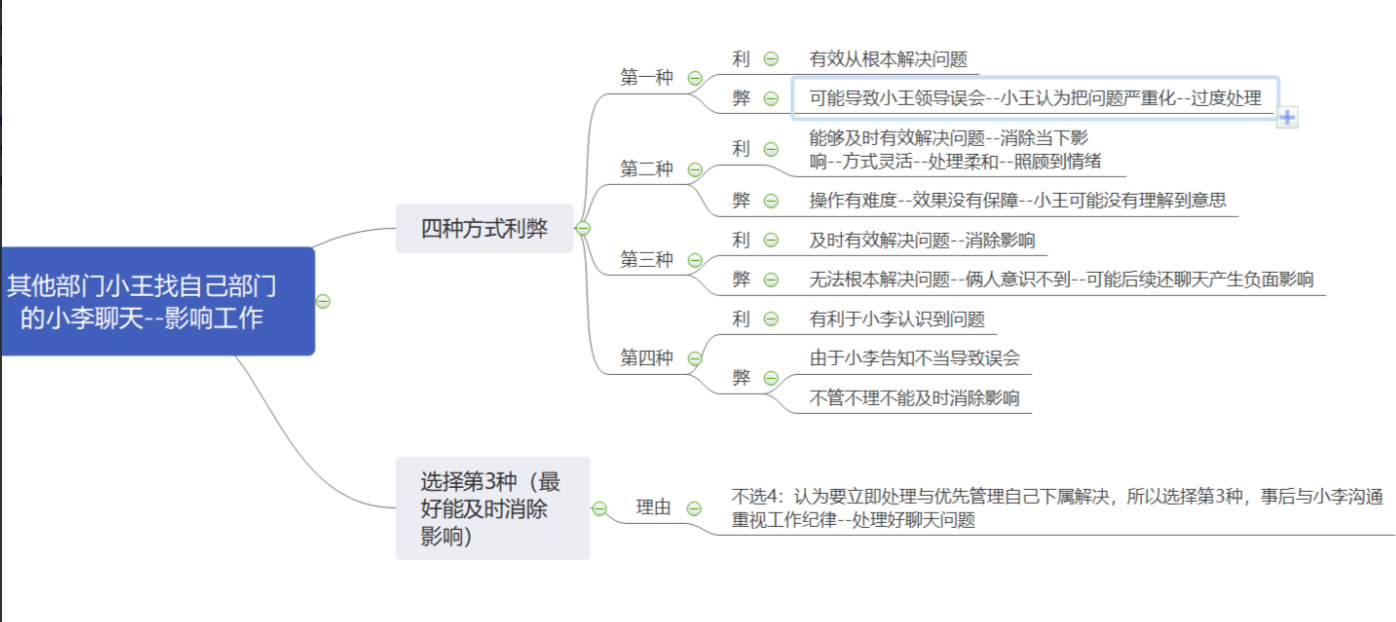 其他部门小王找自己部门
的小李聊天--影响工作
四种方式利弊
第一种
利
有效从根本解决问题
弊
可能导致小王领导误会--小王认为把问题严重化--过度处理
第二种
利
能够及时有效解决问题--消除当下影
响--方式灵活--处理柔和--照顾到情绪
弊
操作有难度--效果没有保障--小王可能没有理解到意思
第三种
利
及时有效解决问题--消除影响
弊
无法根本解决问题--俩人意识不到--可能后续还聊天产生负面影响
第四种
利
有利于小李认识到问题
弊
由于小李告知不当导致误会
不管不理不能及时消除影响
选择第3种（最
好能及时消除
影响）
理由
不选4：认为要立即处理与优先管理自己下属解决，所以选择第3种，事后与小李沟通
重视工作纪律--处理好聊天问题